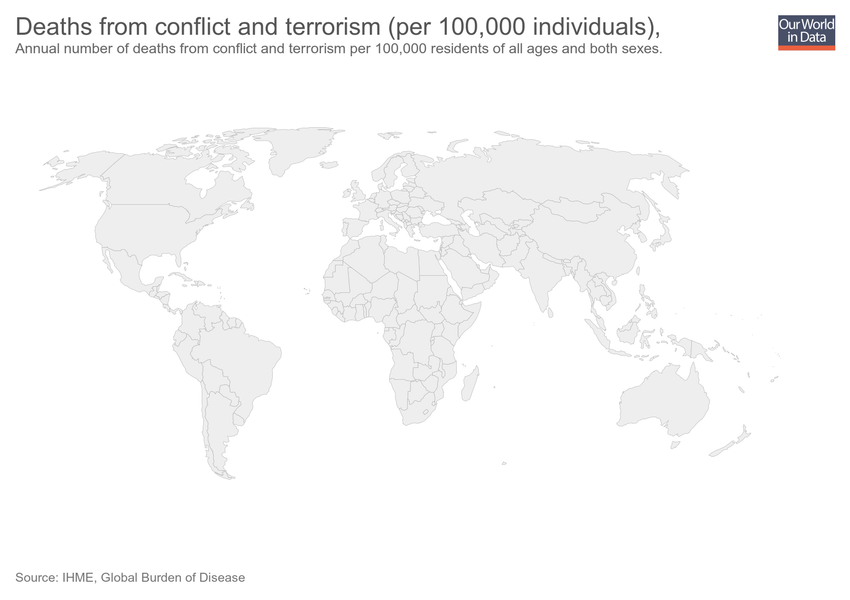 Deaths from conflict and terrorism (per 100,000 individuals),
Annual number of deaths from conflict and terrorism per 100,000 residents of all ages and both sexes.
Our World
in Data
Source: IHME, Global Burden of Disease